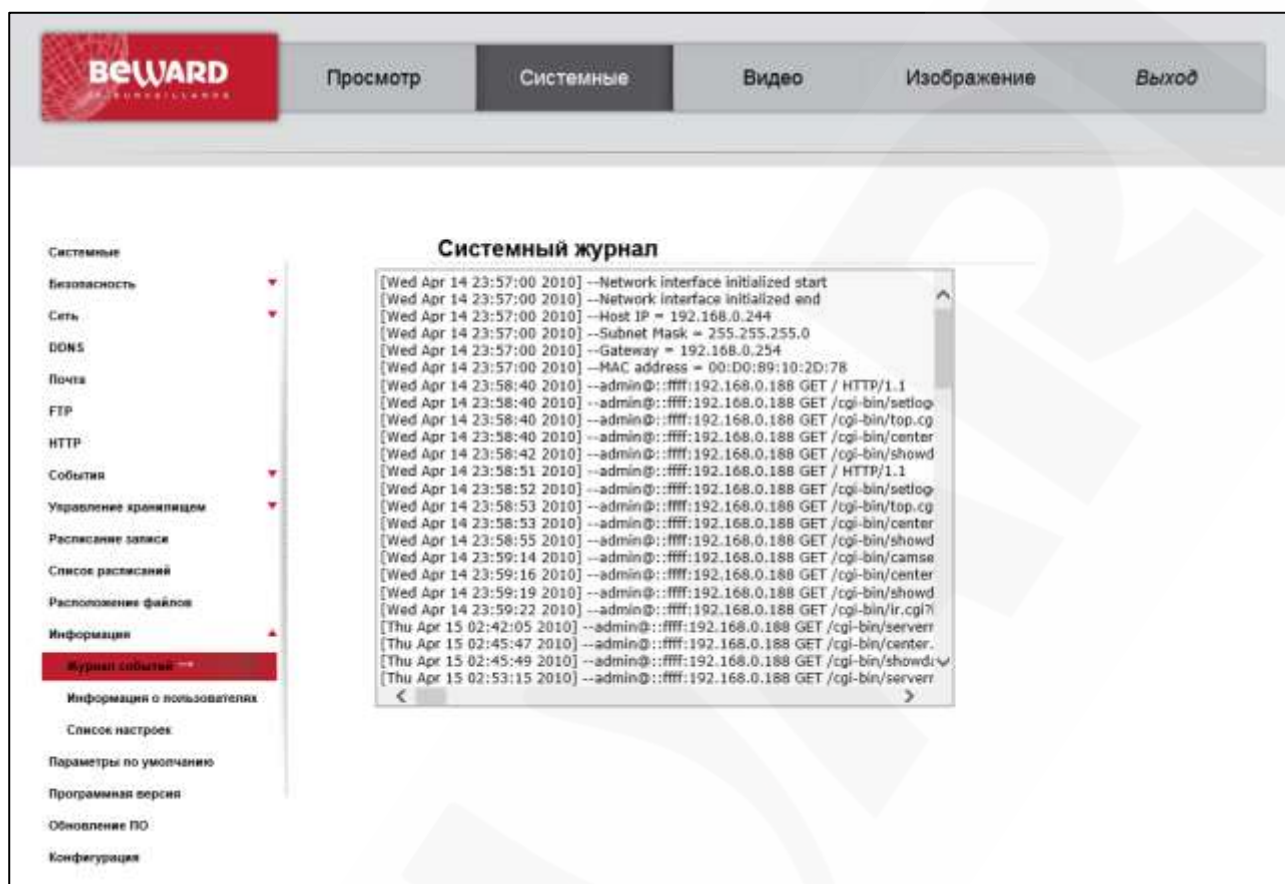 BEWARD
IP SURVEILLANCE
Просмотр
Системные
Видео
Изображение
Выход
Системные
Безопасность
Сеть
DDNS
Почта
FTP
HTTP
События
Управление хранилищем
Расписание записи
Список расписаний
Расположение файлов
Информация
Журнал событий
Информация о пользователях
Список настроек
Параметры по умолчанию
Программная версия
Обновление ПО
Конфигурация
Системный журнал
[Wed Apr 14 23:57:00 2010] --Network interface initialized start
[Wed Apr 14 23:57:00 2010] --Network interface initialized end
[Wed Apr 14 23:57:00 2010] --Host IP = 192.168.0.244
[Wed Apr 14 23:57:00 2010] --Subnet Mask = 255.255.255.0
[Wed Apr 14 23:57:00 2010] --Gateway = 192.168.0.254
[Wed Apr 14 23:57:00 2010] --MAC address = 00:D0:89:10:2D:78
[Wed Apr 14 23:58:40 2010] --admin@::ffff:192.168.0.188 GET / HTTP/1.1
[Wed Apr 14 23:58:40 2010] --admin@::ffff:192.168.0.188 GET /cgi-bin/setlog
[Wed Apr 14 23:58:40 2010] --admin@::ffff:192.168.0.188 GET /cgi-bin/top.cg
[Wed Apr 14 23:58:40 2010] --admin@::ffff:192.168.0.188 GET /cgi-bin/center
[Wed Apr 14 23:58:42 2010] --admin@::ffff:192.168.0.188 GET /cgi-bin/showd
[Wed Apr 14 23:58:51 2010] --admin@::ffff:192.168.0.188 GET / HTTP/1.1
[Wed Apr 14 23:58:52 2010] --admin@::ffff:192.168.0.188 GET /cgi-bin/setlog
[Wed Apr 14 23:58:53 2010] --admin@::ffff:192.168.0.188 GET /cgi-bin/top.cg
[Wed Apr 14 23:58:53 2010] --admin@::ffff:192.168.0.188 GET /cgi-bin/center
[Wed Apr 14 23:58:55 2010] --admin@::ffff:192.168.0.188 GET /cgi-bin/showd
[Wed Apr 14 23:59:14 2010] --admin@::ffff:192.168.0.188 GET /cgi-bin/camse
[Wed Apr 14 23:59:16 2010] --admin@::ffff:192.168.0.188 GET /cgi-bin/center
[Wed Apr 14 23:59:19 2010] --admin@::ffff:192.168.0.188 GET /cgi-bin/showd
[Wed Apr 14 23:59:22 2010] --admin@::ffff:192.168.0.188 GET /cgi-bin/ir.cgi?
[Thu Apr 15 02:42:05 2010] --admin@::ffff:192.168.0.188 GET /cgi-bin/serverr
[Thu Apr 15 02:45:47 2010] --admin@::ffff:192.168.0.188 GET /cgi-bin/center.
[Thu Apr 15 02:45:49 2010] --admin@::ffff:192.168.0.188 GET /cgi-bin/showd
[Thu Apr 15 02:53:15 2010] --admin@::ffff:192.168.0.188 GET /cgi-bin/serverr